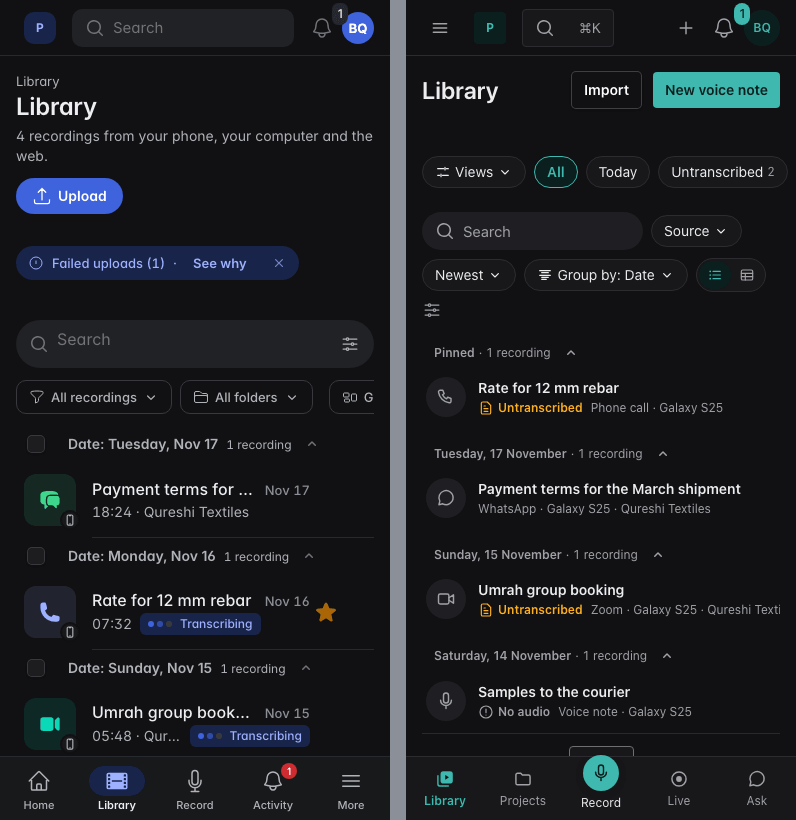 P
Search
1
BQ
Library
Library
4 recordings from your phone, your computer and the
web.
Upload
Failed uploads (1) · See why
Search
All recordings
All folders
G
Date: Tuesday, Nov 17 1 recording
Payment terms for ... Nov 17
18:24 · Qureshi Textiles
Date: Monday, Nov 16 1 recording
Rate for 12 mm rebar Nov 16
07:32 Transcribing
Date: Sunday, Nov 15 1 recording
Umrah group book... Nov 15
05:48 · Qur... Transcribing
1
Home
Library
Record
Activity
More
P
⌘K
1
BQ
Library
Import
New voice note
Views
All
Today
Untranscribed 2
Search
Source
Newest
Group by: Date
Pinned · 1 recording
Rate for 12 mm rebar
Untranscribed Phone call · Galaxy S25
Tuesday, 17 November · 1 recording
Payment terms for the March shipment
WhatsApp · Galaxy S25 · Qureshi Textiles
Sunday, 15 November · 1 recording
Umrah group booking
Untranscribed Zoom · Galaxy S25 · Qureshi Texti
Saturday, 14 November · 1 recording
Samples to the courier
No audio Voice note · Galaxy S25
Library
Projects
Record
Live
Ask